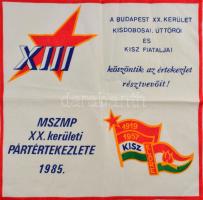 XIII
A BUDAPEST XX. KERÜLET
KISDOBOSAI, ÚTTÖRŐI
ÉS
KISZ FIATALJAI
köszöntik az értekezlet
résztvevőit!
MSZMP
XX. kerületi
PÁRTÉRTEKEZLETE
1985.
1919
1957
KISZ